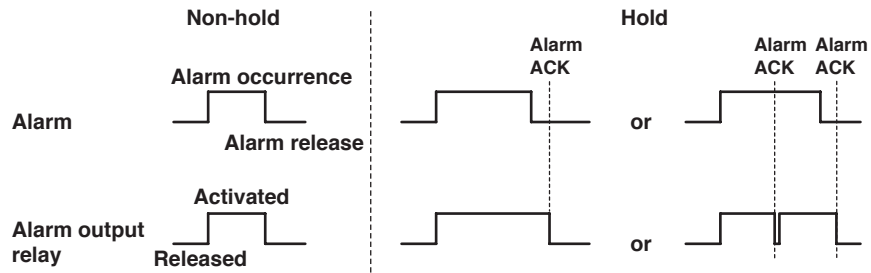 Non-hold
Hold
Alarm
ACK
Alarm
ACK
Alarm
ACK
Alarm occurrence
Alarm
Alarm release
or
Activated
Alarm output
relay
Released
or